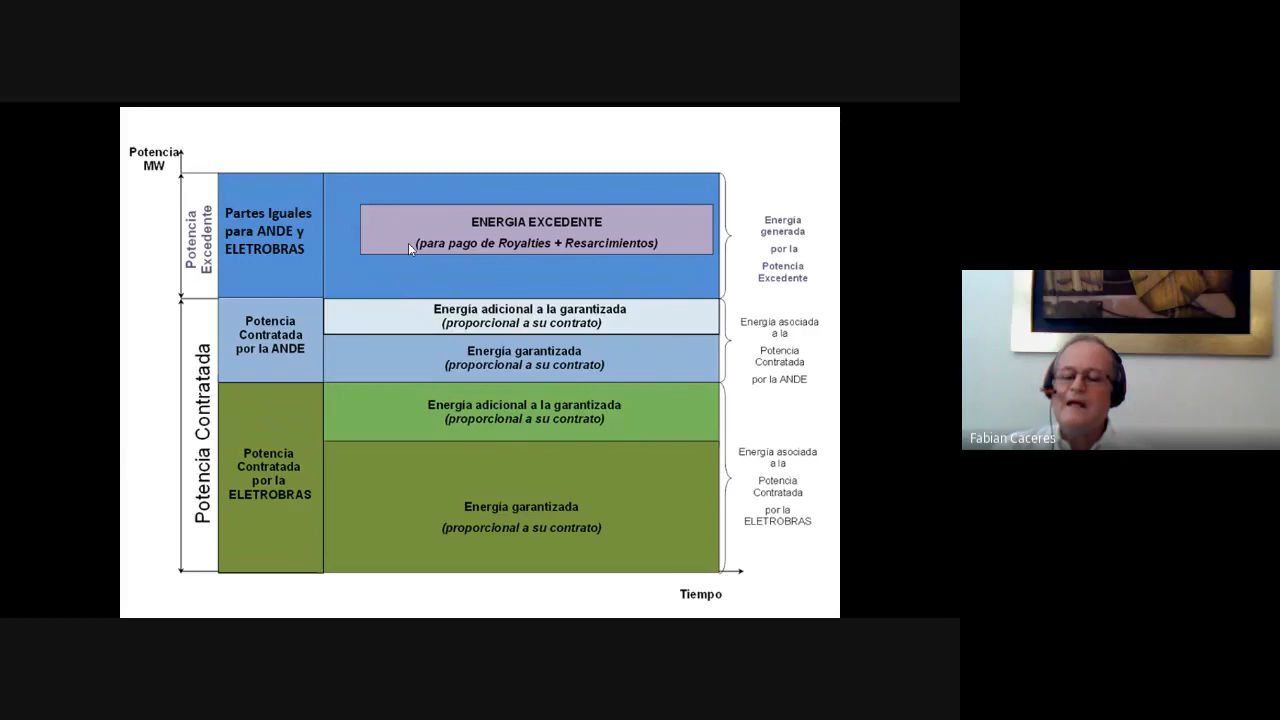 Potencia
MW
Potencia
Excedente
Partes Iguales
para ANDE y
ELETROBRAS
ENERGIA EXCEDENTE
(para pago de Royalties + Resarcimientos)
Energía
generada
por la
Potencia
Excedente
Potencia Contratada
Potencia
Contratada
por la ANDE
Energía adicional a la garantizada
(proporcional a su contrato)
Energía garantizada
(proporcional a su contrato)
Energía asociada
a la
Potencia
Contratada
por la ANDE
Potencia
Contratada
por la
ELETROBRAS
Energía adicional a la garantizada
(proporcional a su contrato)
Energía garantizada
(proporcional a su contrato)
Energía asociada
a la
Potencia
Contratada
por la
ELETROBRAS
Tiempo
Fabian Caceres